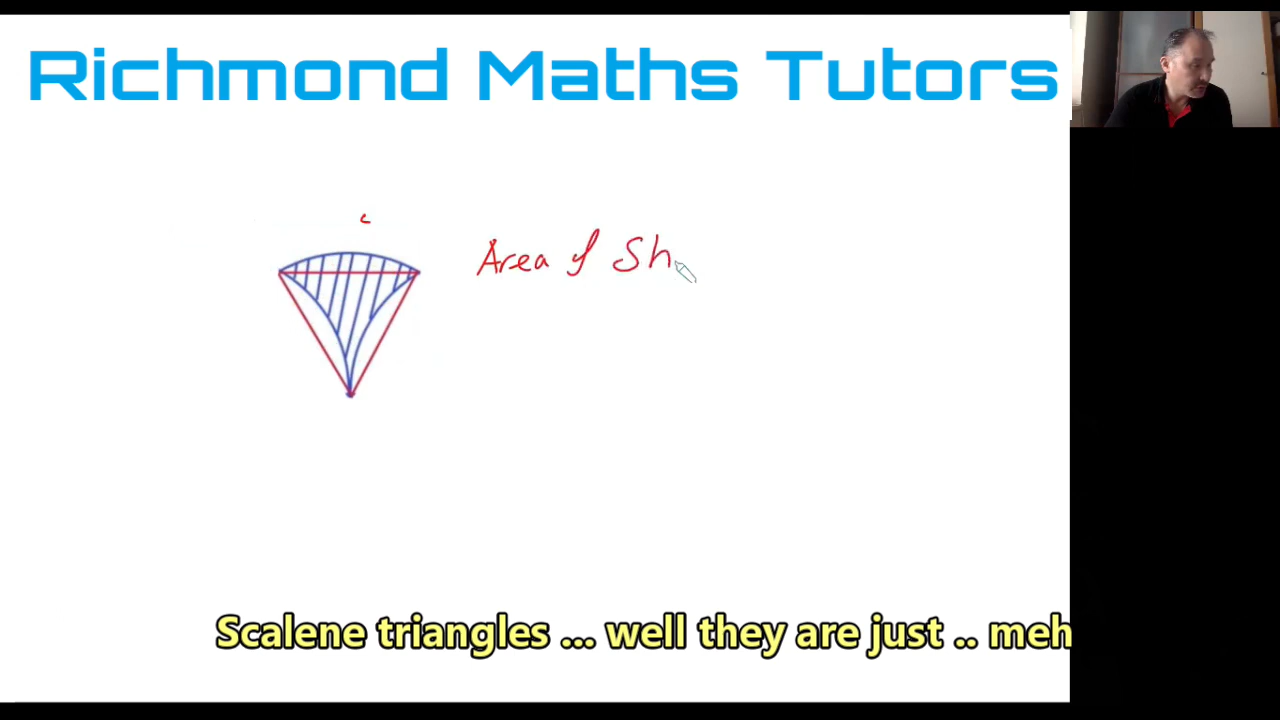 Richmond Maths Tutors
Area of Sh
Scalene triangles ... well they are just .. meh